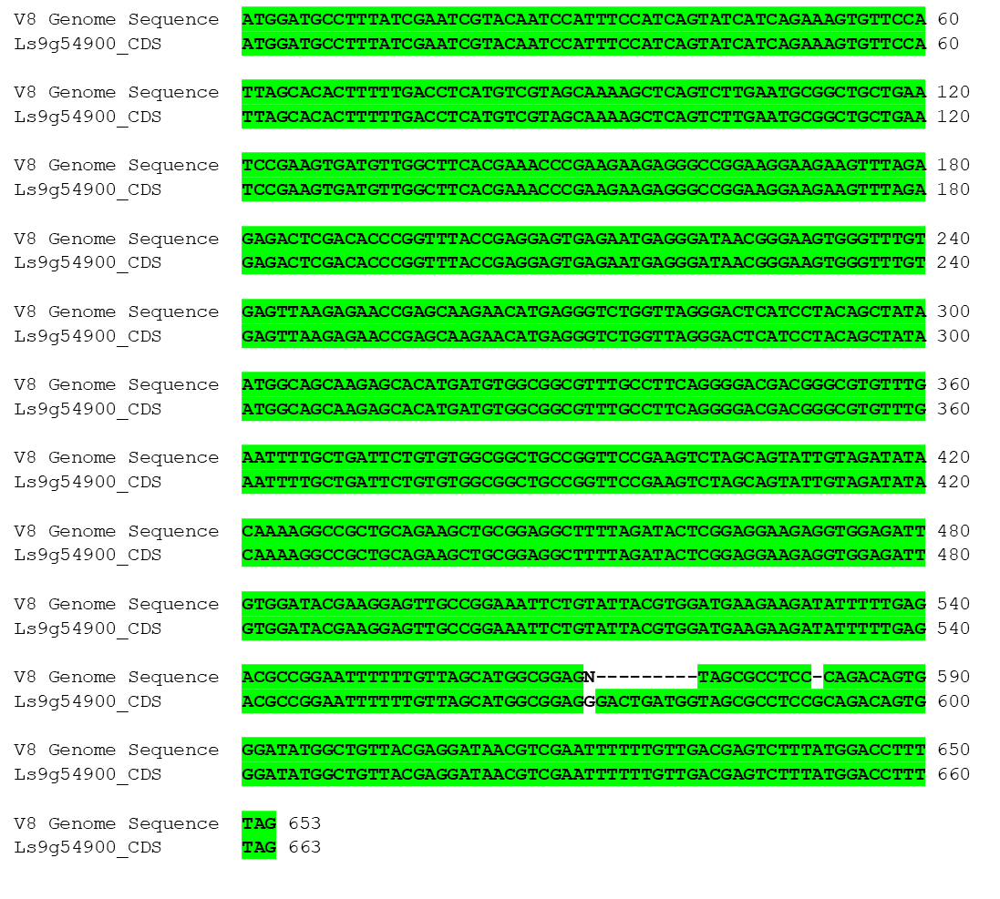 V8 Genome Sequence ATGGATGCCTTTATCGAATCGTACAATCCATTTCCATCAGTATCATCAGAAAGTGTTCCA 60
Ls9g54900_CDS ATGGATGCCTTTATCGAATCGTACAATCCATTTCCATCAGTATCATCAGAAAGTGTTCCA 60
V8 Genome Sequence TTAGCACACTTTTTGACCTCATGTCGTAGCAAAAGCTCAGTCTTGAATGCGGCTGCTGAA 120
Ls9g54900_CDS TTAGCACACTTTTTGACCTCATGTCGTAGCAAAAGCTCAGTCTTGAATGCGGCTGCTGAA 120
V8 Genome Sequence TCCGAAGTGATGTTGGCTTCACGAAACCCGAAGAAGAGGGCCGGAAGGAAGAAGTTTAGA 180
Ls9g54900_CDS TCCGAAGTGATGTTGGCTTCACGAAACCCGAAGAAGAGGGCCGGAAGGAAGAAGTTTAGA 180
V8 Genome Sequence GAGACTCGACACCCGGTTTACCGAGGAGTGAGAATGAGGGATAACGGGAAGTGGGTTTGT 240
Ls9g54900_CDS GAGACTCGACACCCGGTTTACCGAGGAGTGAGAATGAGGGATAACGGGAAGTGGGTTTGT 240
V8 Genome Sequence GAGTTAAGAGAACCGAGCAAGAACATGAGGGTCTGGTTAGGGACTCATCCTACAGCTATA 300
Ls9g54900_CDS GAGTTAAGAGAACCGAGCAAGAACATGAGGGTCTGGTTAGGGACTCATCCTACAGCTATA 300
V8 Genome Sequence ATGGCAGCAAGAGCACATGATGTGGCGGCGTTTGCCTTCAGGGGACGACGGGCGTGTTTG 360
Ls9g54900_CDS ATGGCAGCAAGAGCACATGATGTGGCGGCGTTTGCCTTCAGGGGACGACGGGCGTGTTTG 360
V8 Genome Sequence AATTTTGCTGATTCTGTGTGGCGGCTGCCGGTTCCGAAGTCTAGCAGTATTGTAGATATA 420
Ls9g54900_CDS AATTTTGCTGATTCTGTGTGGCGGCTGCCGGTTCCGAAGTCTAGCAGTATTGTAGATATA 420
V8 Genome Sequence CAAAAGGCCGCTGCAGAAGCTGCGGAGGCTTTTAGATACTCGGAGGAAGAGGTGGAGATT 480
Ls9g54900_CDS CAAAAGGCCGCTGCAGAAGCTGCGGAGGCTTTTAGATACTCGGAGGAAGAGGTGGAGATT 480
V8 Genome Sequence GTGGATACGAAGGAGTTGCCGGAAATTCTGTATTACGTGGATGAAGAAGATATTTTTGAG 540
Ls9g54900_CDS GTGGATACGAAGGAGTTGCCGGAAATTCTGTATTACGTGGATGAAGAAGATATTTTTGAG 540
V8 Genome Sequence ACGCCGGAATTTTTTGTTAGCATGGCGGAGN---------TAGCGCCTCC-CAGACAGTG 590
Ls9g54900_CDS ACGCCGGAATTTTTTGTTAGCATGGCGGAGGGACTGATGGTAGCGCCTCCGCAGACAGTG 600
V8 Genome Sequence GGATATGGCTGTTACGAGGATAACGTCGAATTTTTTGTTGACGAGTCTTTATGGACCTTT 650
Ls9g54900_CDS GGATATGGCTGTTACGAGGATAACGTCGAATTTTTTGTTGACGAGTCTTTATGGACCTTT 660
V8 Genome Sequence TAG 653
Ls9g54900_CDS TAG 663